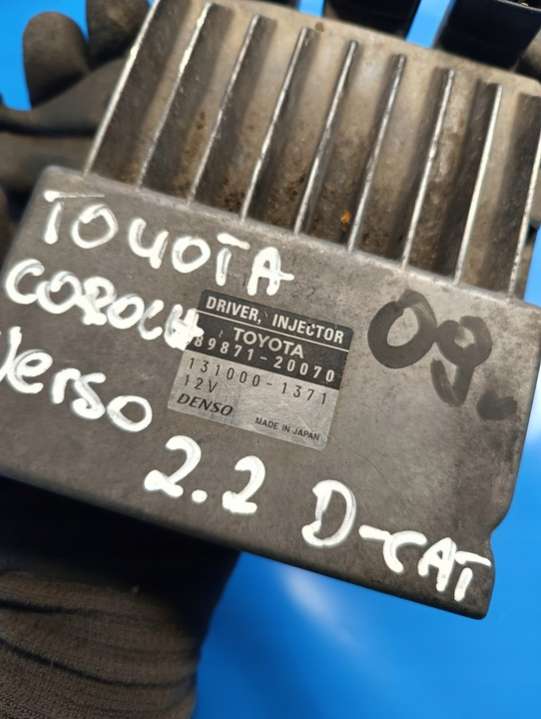 TOYOTA
COROLLA
Verso
2.2 D-CAT
09.
DRIVER, INJECTOR
TOYOTA
89871-20070
131000-1371
12V
DENSO
MADE IN JAPAN